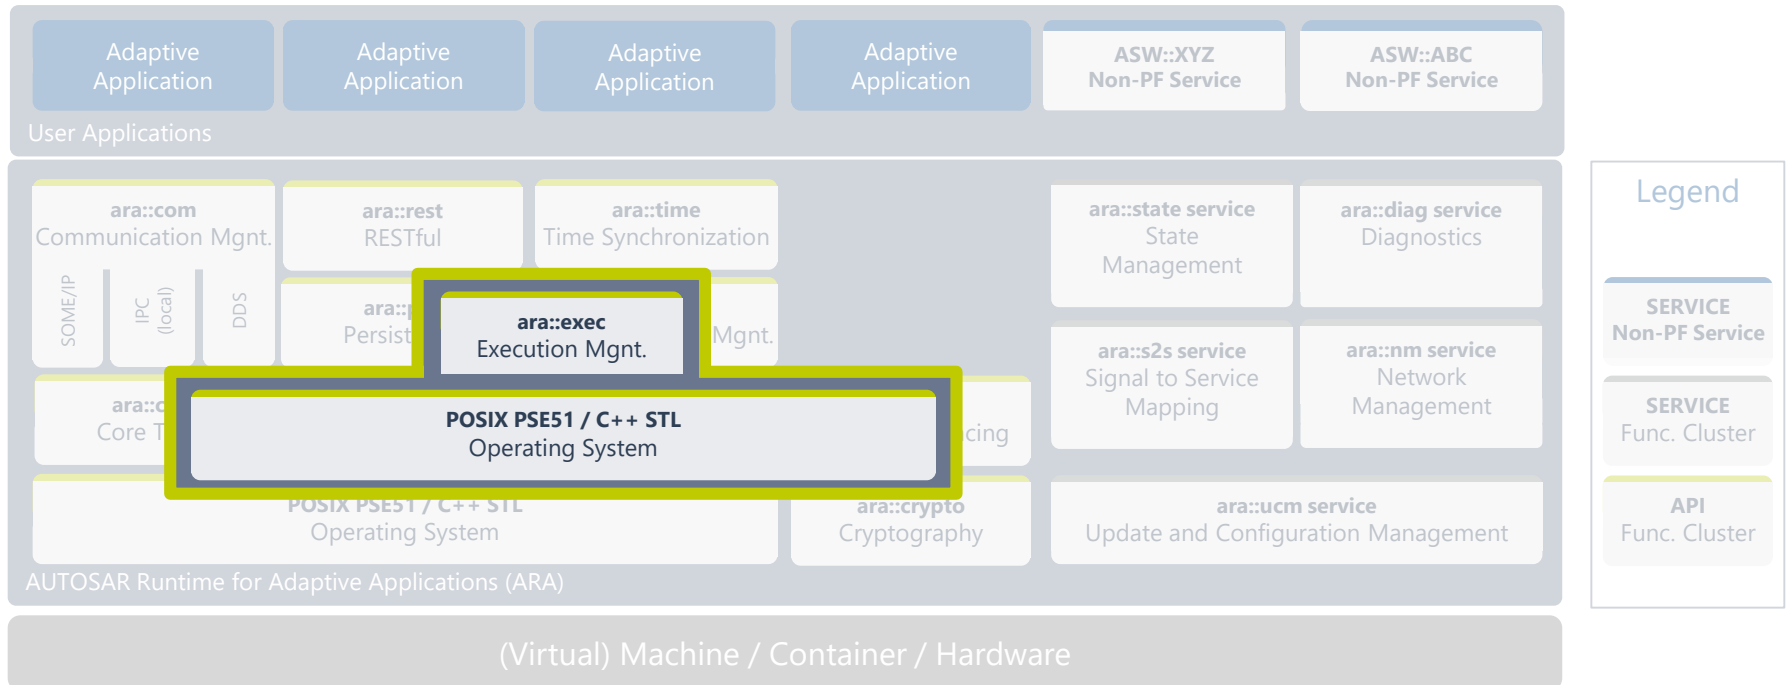 Adaptive
Application
Adaptive
Application
Adaptive
Application
Adaptive
Application
ASW::XYZ
Non-PF Service
ASW::ABC
Non-PF Service
User Applications
ara::com
Communication Mgnt.
SOME/IP
IPC
(local)
DDS
ara::rest
RESTful
ara::time
Time Synchronization
ara::state service
State
Management
ara::diag service
Diagnostics
ara::exec
Execution Mgnt.
Mgnt.
ara::s2s service
Signal to Service
Mapping
ara::nm service
Network
Management
Core
POSIX PSE51 / C++ STL
Operating System
POSIX PSE51 / C++ STL
Operating System
ara::crypto
Cryptography
ara::ucm service
Update and Configuration Management
AUTOSAR Runtime for Adaptive Applications (ARA)
(Virtual) Machine / Container / Hardware
Legend
SERVICE
Non-PF Service
SERVICE
Func. Cluster
API
Func. Cluster